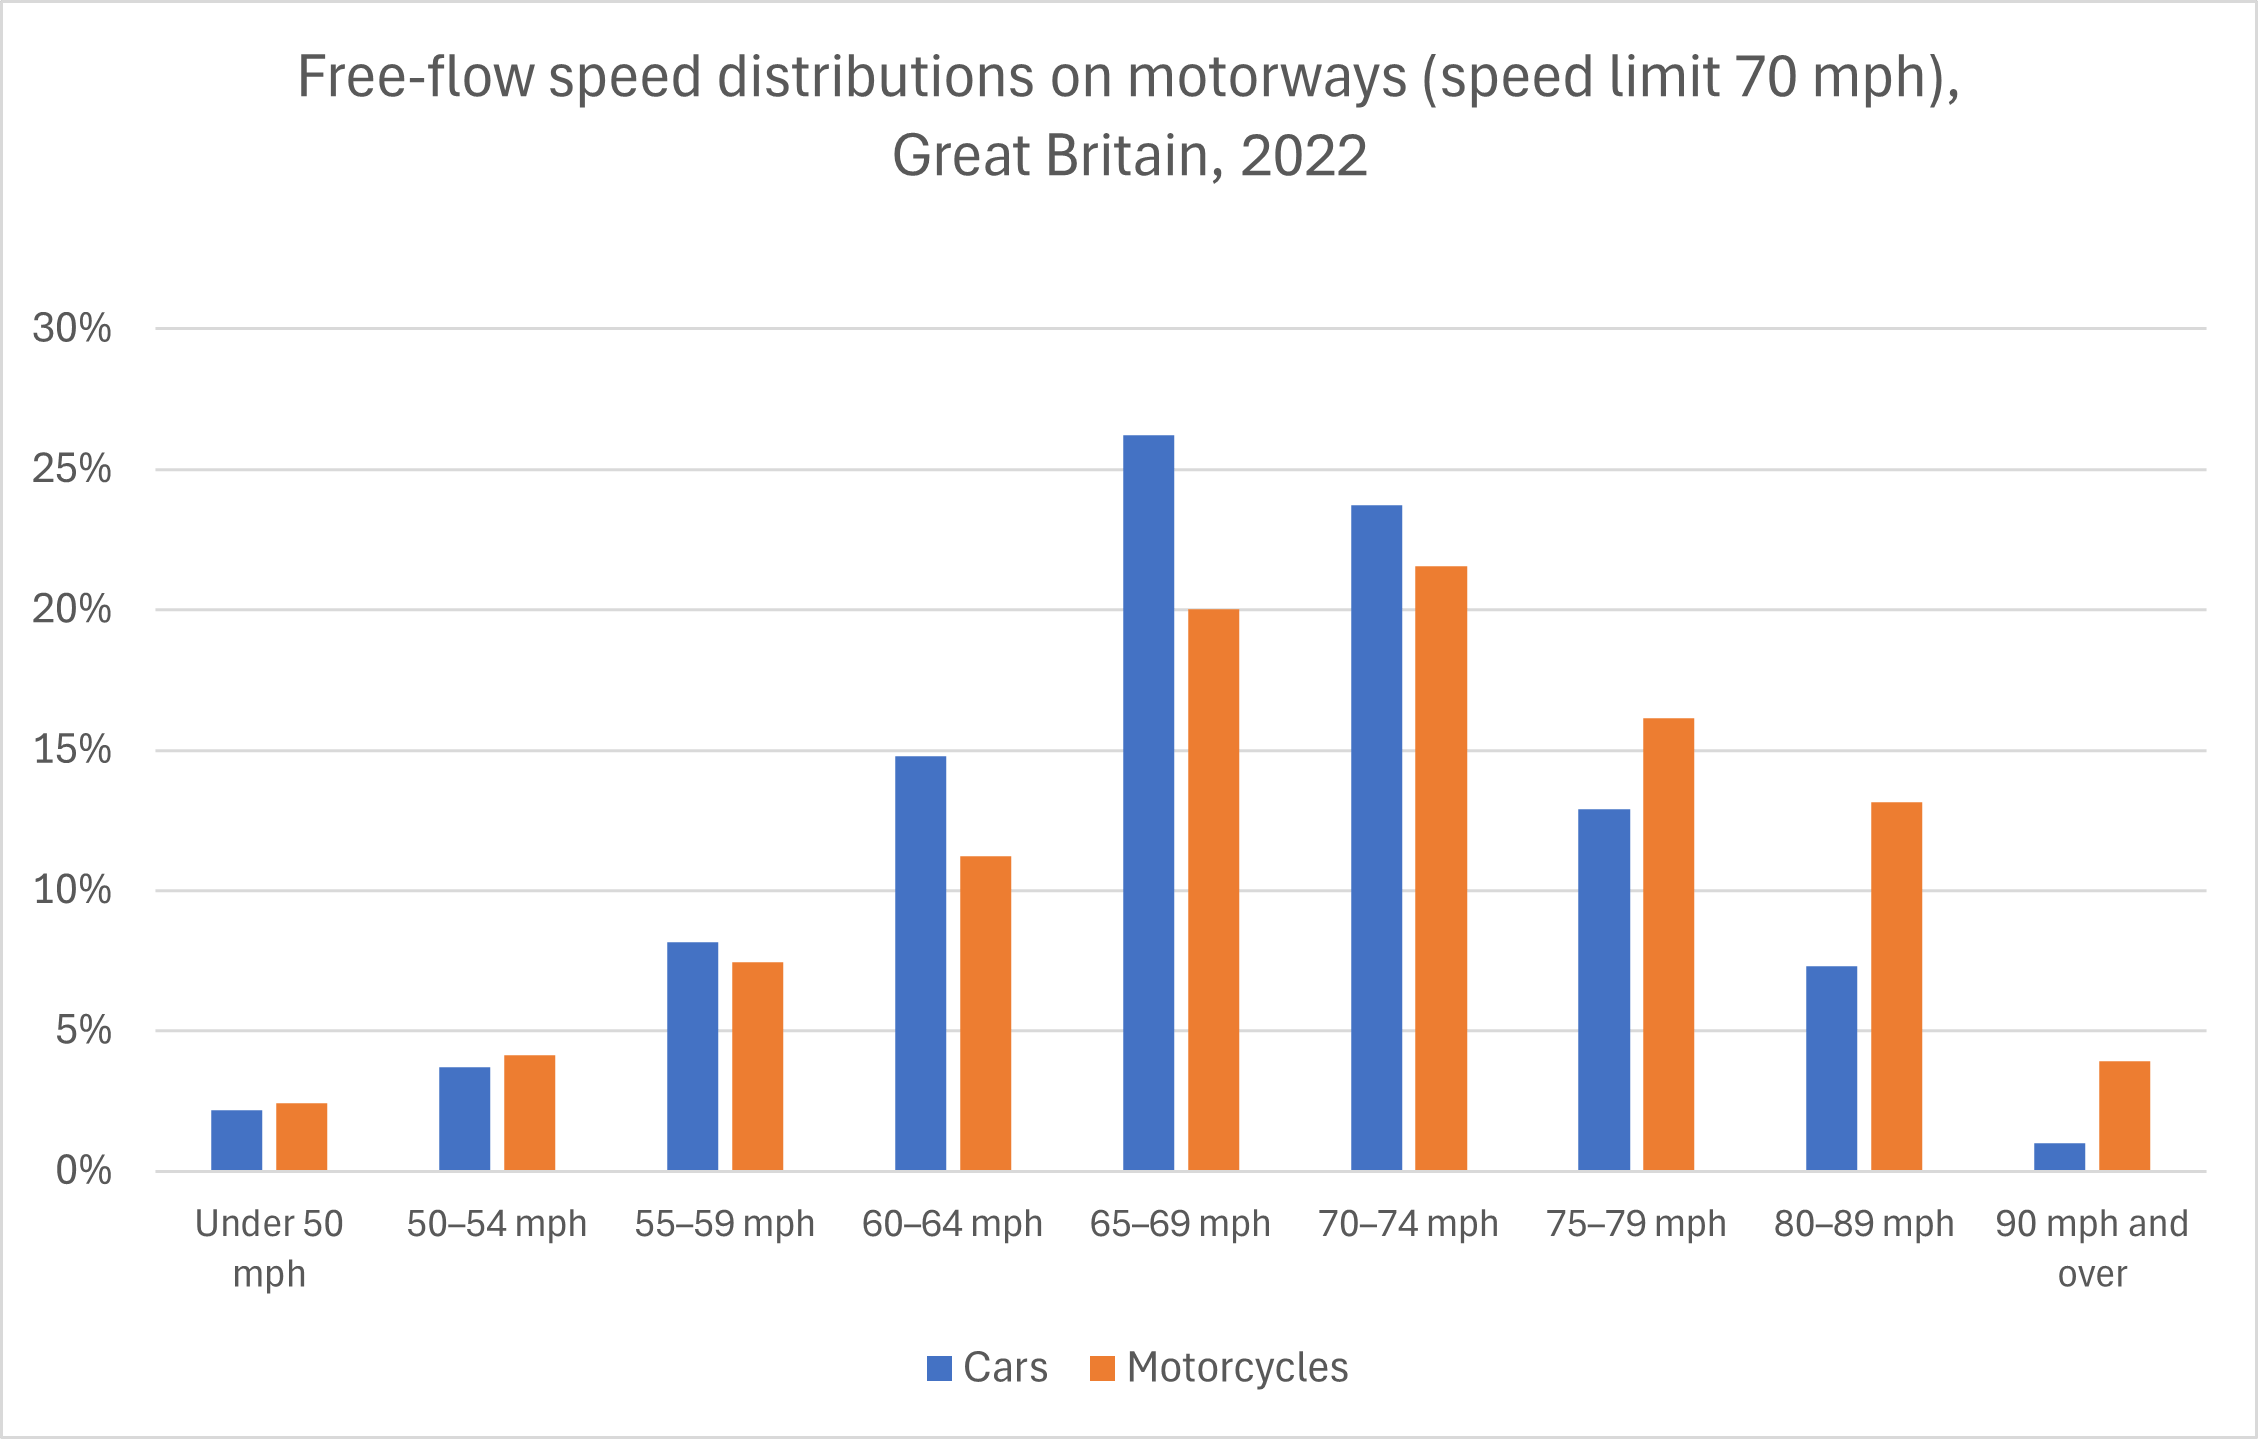 Free-flow speed distributions on motorways (speed limit 70 mph),
Great Britain, 2022
30%
25%
20%
15%
10%
5%
0%
Under 50
mph
50–54 mph
55–59 mph
60–64 mph
65–69 mph
70–74 mph
75–79 mph
80–89 mph
90 mph and
over
Cars
Motorcycles